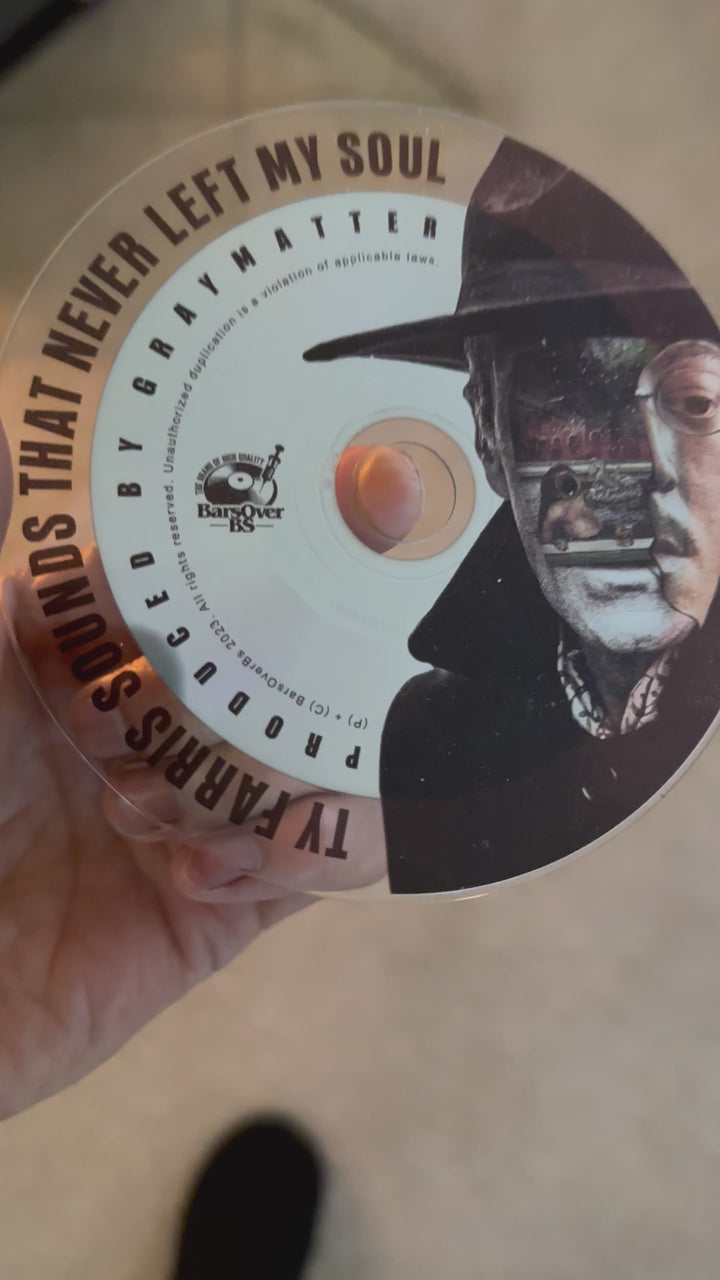 TY FARRIS SOUNDS THAT NEVER LEFT MY SOUL
PRODUCED BY GRAYMATTER
(P) + (C) BarsOverBs 2023. All rights reserved. Unauthorized duplication is a violation of applicable laws.
THE BRAND OF HIGH QUALITY
BarsOver
BS